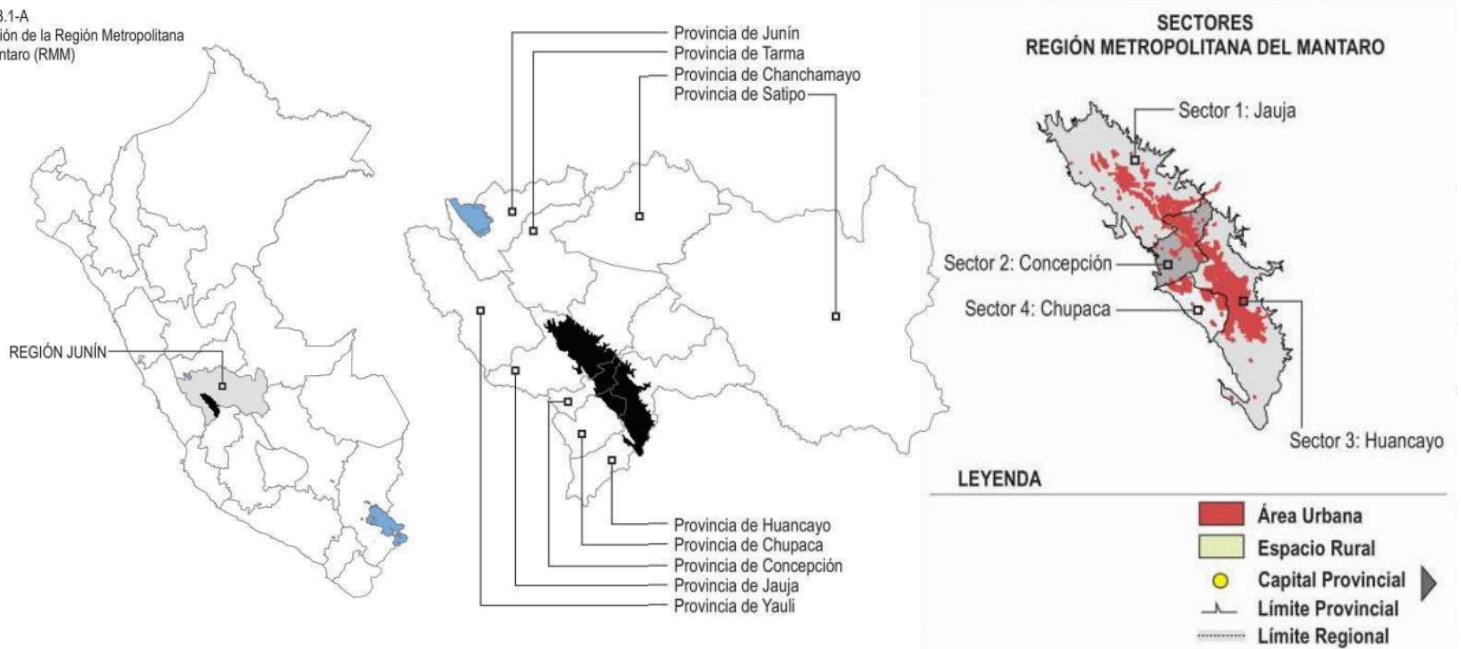 3.1-A
ión de la Región Metropolitana
ntaro (RMM)
REGIÓN JUNÍN
Provincia de Junín
Provincia de Tarma
Provincia de Chanchamayo
Provincia de Satipo
Provincia de Huancayo
Provincia de Chupaca
Provincia de Concepción
Provincia de Jauja
Provincia de Yauli
SECTORES
REGIÓN METROPOLITANA DEL MANTARO
Sector 1: Jauja
Sector 2: Concepción
Sector 4: Chupaca
Sector 3: Huancayo
LEYENDA
Área Urbana
Espacio Rural
Capital Provincial
Límite Provincial
Límite Regional